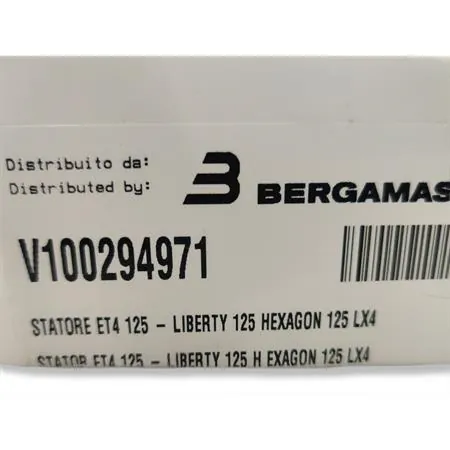 Distribuito da:
Distributed by:
B BERGAMAS
V100294971
STATORE ET4 125 - LIBERTY 125 HEXAGON 125 LX4
STATOR ET4 125 - LIBERTY 125 H EXAGON 125 LX4